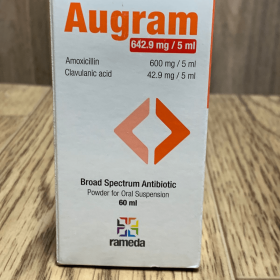 Augram
642.9 mg / 5 ml
Amoxicillin 600 mg / 5 ml
Clavulanic acid 42.9 mg / 5 ml
Broad Spectrum Antibiotic
Powder for Oral Suspension
60 ml
rameda